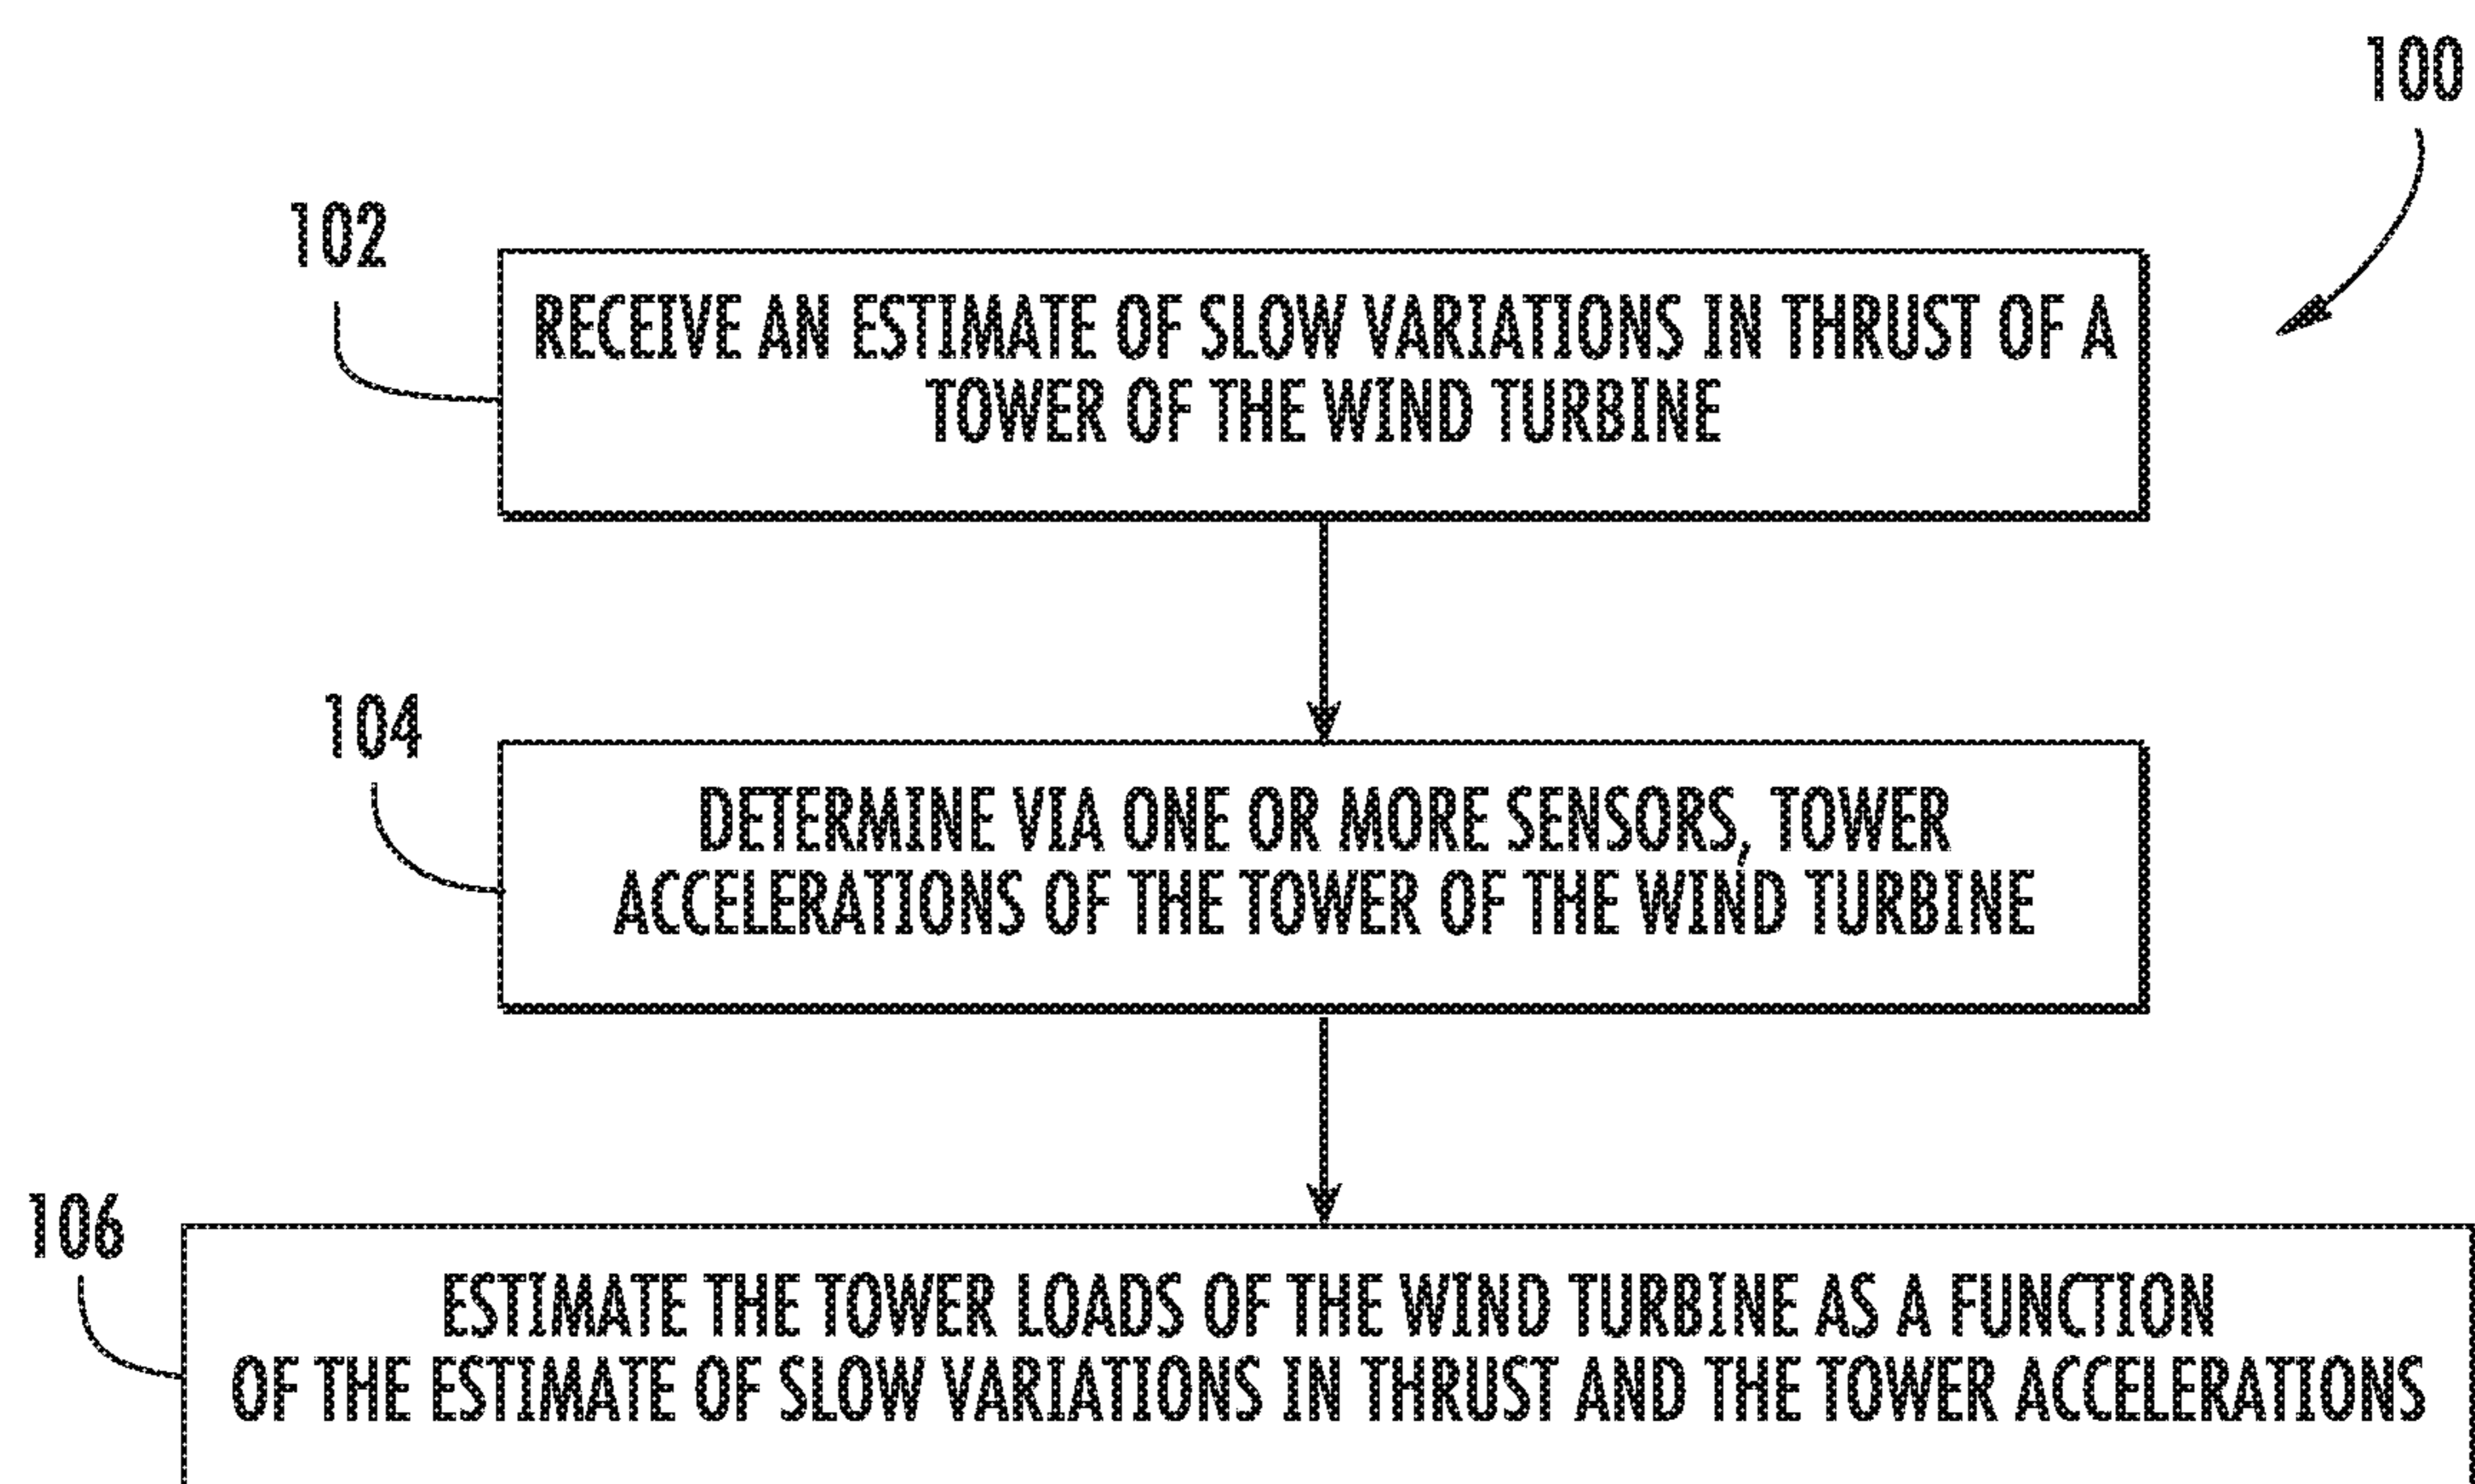 100
102
RECEIVE AN ESTIMATE OF SLOW VARIATIONS IN THRUST OF A
TOWER OF THE WIND TURBINE
104
DETERMINE VIA ONE OR MORE SENSORS, TOWER
ACCELERATIONS OF THE TOWER OF THE WIND TURBINE
106
ESTIMATE THE TOWER LOADS OF THE WIND TURBINE AS A FUNCTION
OF THE ESTIMATE OF SLOW VARIATIONS IN THRUST AND THE TOWER ACCELERATIONS